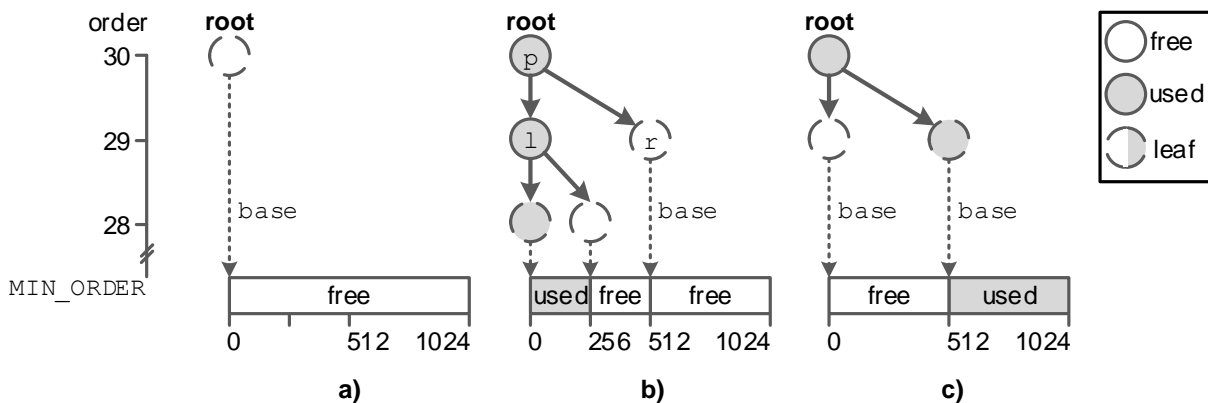 order
root
root
root
30
p
free
used
29
l
r
leaf
28
base
base
base
base
MIN_ORDER
free
used
free
free
free
used
0
512
1024
0
256
512
1024
0
512
1024
a)
b)
c)